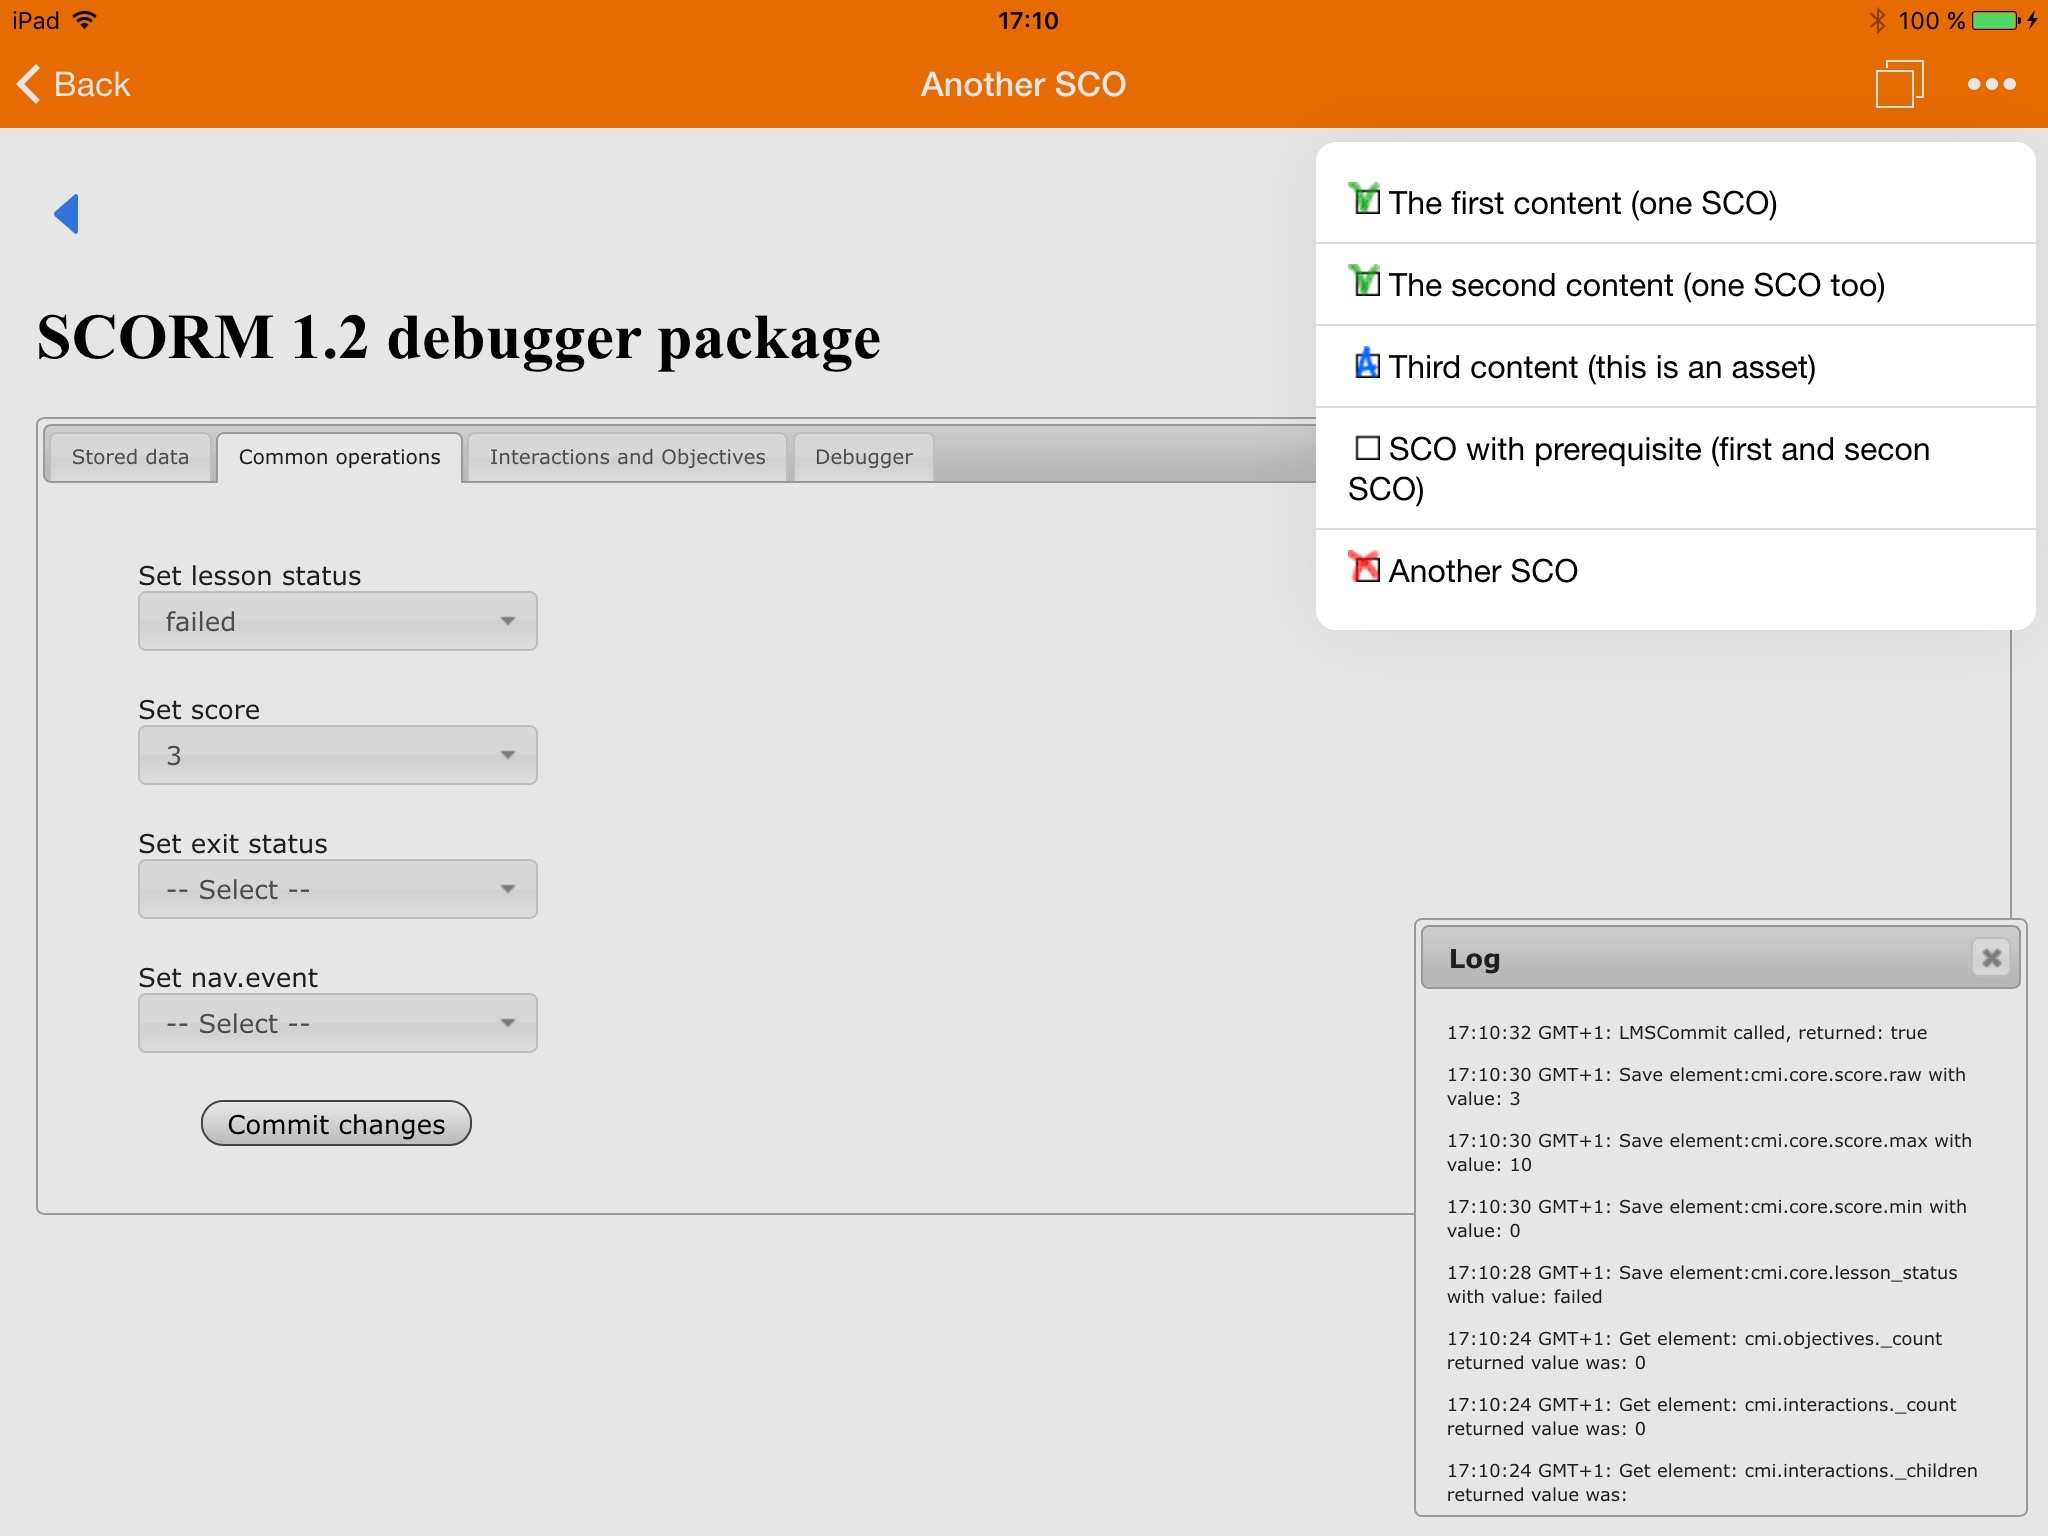 iPad
17:10
100 %
Back
Another SCO
The first content (one SCO)
The second content (one SCO too)
Third content (this is an asset)
SCO with prerequisite (first and secon
SCO)
Another SCO
SCORM 1.2 debugger package
Stored data
Common operations
Interactions and Objectives
Debugger
Set lesson status
failed
Set score
3
Set exit status
-- Select --
Set nav.event
-- Select --
Commit changes
Log
17:10:32 GMT+1: LMSCommit called, returned: true
17:10:30 GMT+1: Save element:cmi.core.score.raw with
value: 3
17:10:30 GMT+1: Save element:cmi.core.score.max with
value: 10
17:10:30 GMT+1: Save element:cmi.core.score.min with
value: 0
17:10:28 GMT+1: Save element:cmi.core.lesson_status
with value: failed
17:10:24 GMT+1: Get element: cmi.objectives._count
returned value was: 0
17:10:24 GMT+1: Get element: cmi.interactions._count
returned value was: 0
17:10:24 GMT+1: Get element: cmi.interactions._children
returned value was: